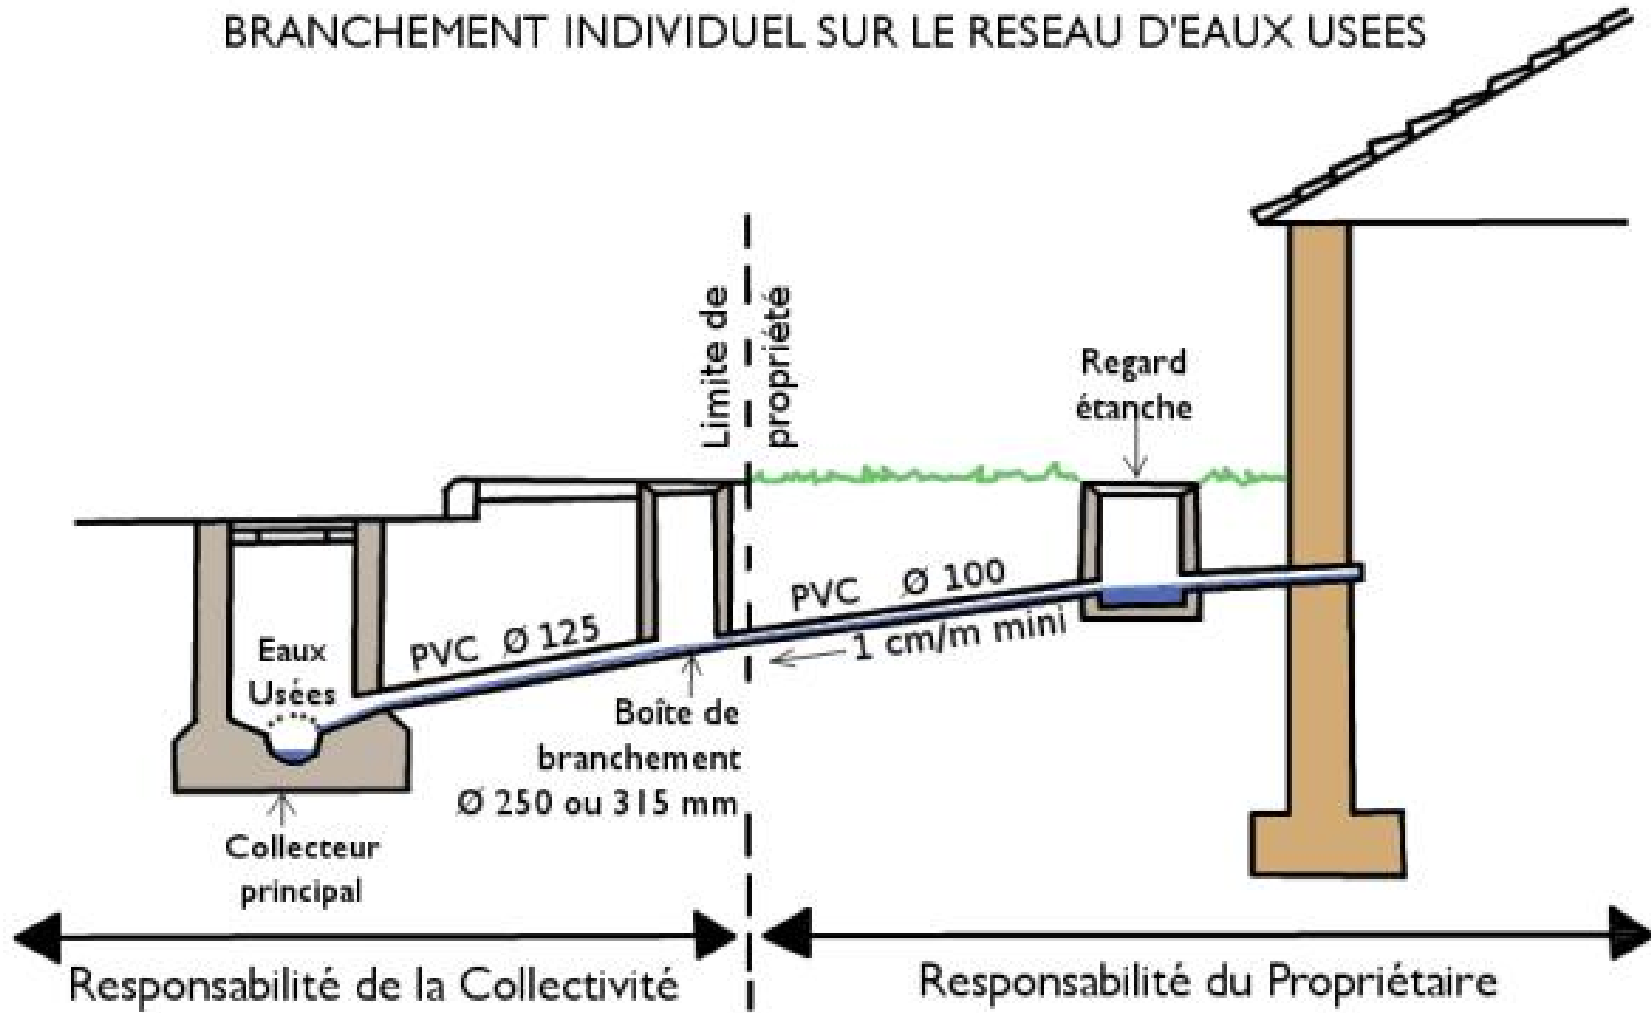 BRANCHEMENT INDIVIDUEL SUR LE RESEAU D'EAUX USEES
Limite de
propriété
Regard
étanche
PVC Ø 100
1 cm/m mini
PVC Ø 125
Eaux
Usées
Boîte de
branchement
Ø 250 ou 315 mm
Collecteur
principal
Responsabilité de la Collectivité
Responsabilité du Propriétaire